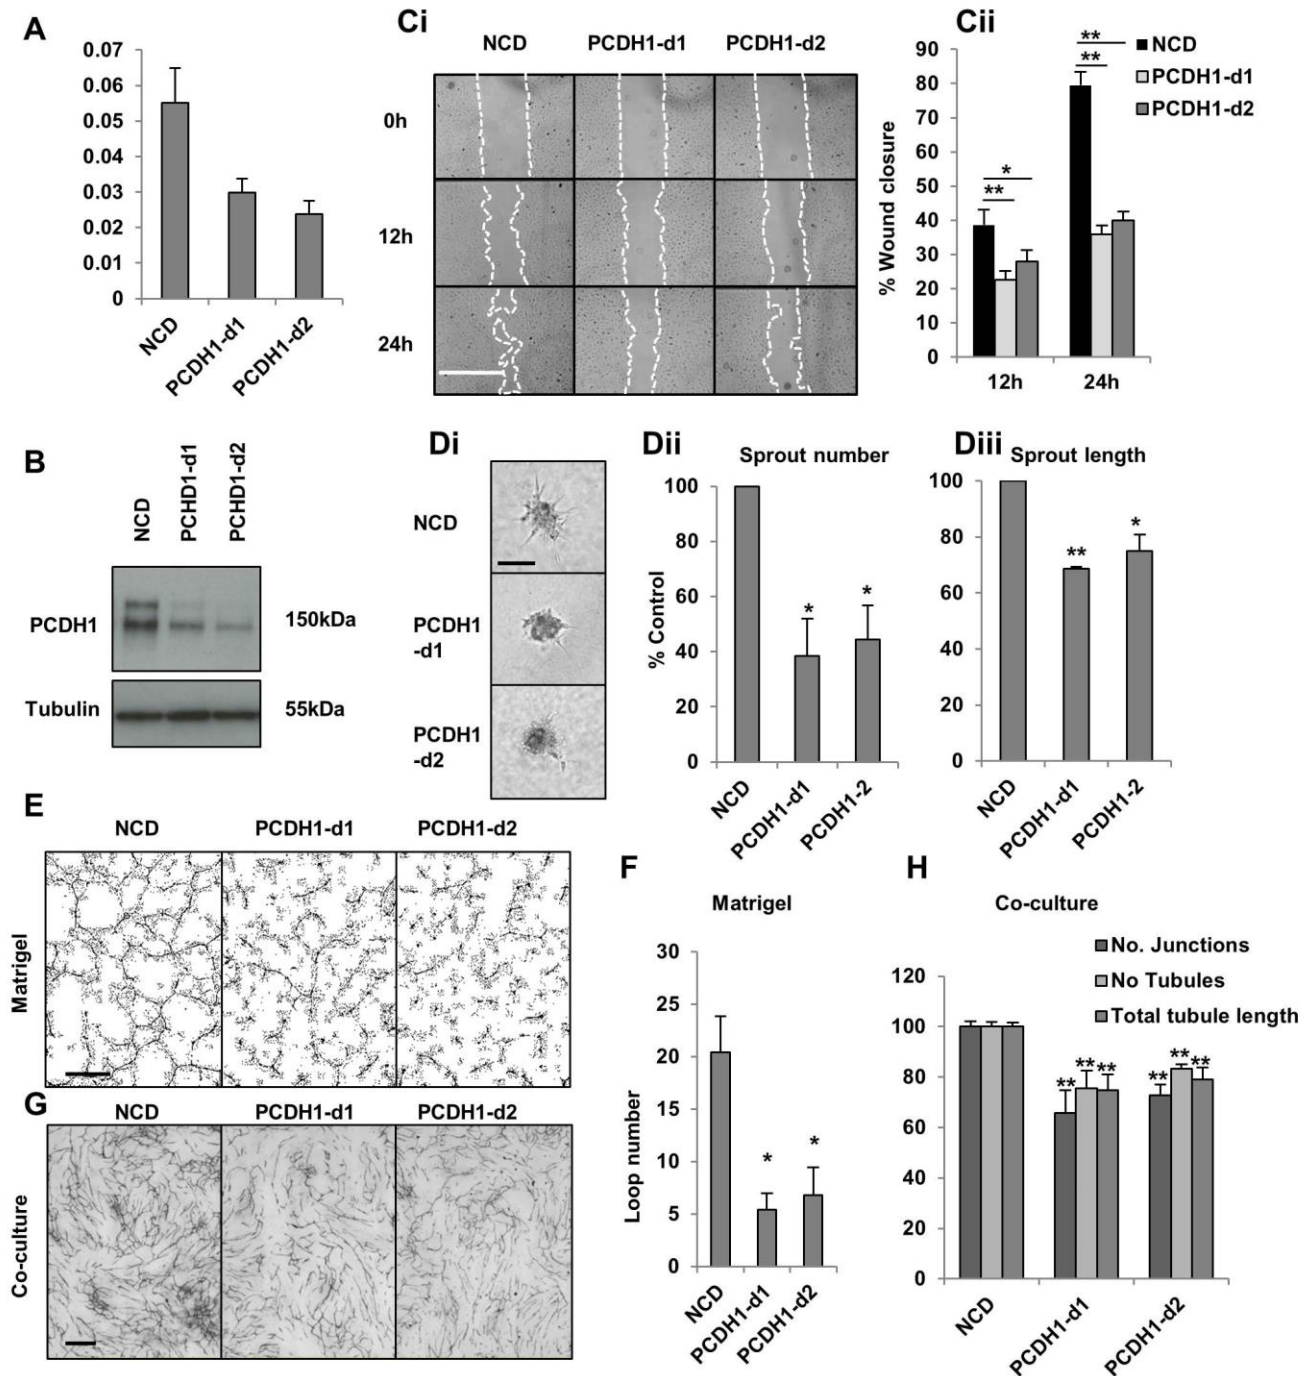 A
0.07
0.06
0.05
0.04
0.03
0.02
0.01
0
NCD
PCDH1-d1
PCDH1-d2
Ci
NCD PCDH1-d1 PCDH1-d2
0h
12h
24h
Cii
90
80
70
60
50
40
30
20
10
0
% Wound closure
** NCD
** PCDH1-d1
PCDH1-d2
*
**
12h 24h
B
NCD
PCHD1-d1
PCHD1-d2
PCDH1 150kDa
Tubulin 55kDa
Di
NCD
PCDH1
-d1
PCDH1
-d2
Dii
Sprout number
% Control
100
80
60
40
20
0
* *
NCD
PCDH1-d1
PCDH1-2
Diii
Sprout length
100
80
60
40
20
0
** *
NCD
PCDH1-d1
PCDH1-d2
E
NCD PCDH1-d1 PCDH1-d2
Matrigel
G
NCD PCDH1-d1 PCDH1-d2
Co-culture
F
Matrigel
Loop number
30
25
20
15
10
5
0
* *
NCD
PCDH1-d1
PCDH1-d2
H
Co-culture
No. Junctions
No Tubules
Total tubule length
120
100
80
60
40
20
0
** ** ** ** ** **
NCD
PCDH1-d1
PCDH1-d2